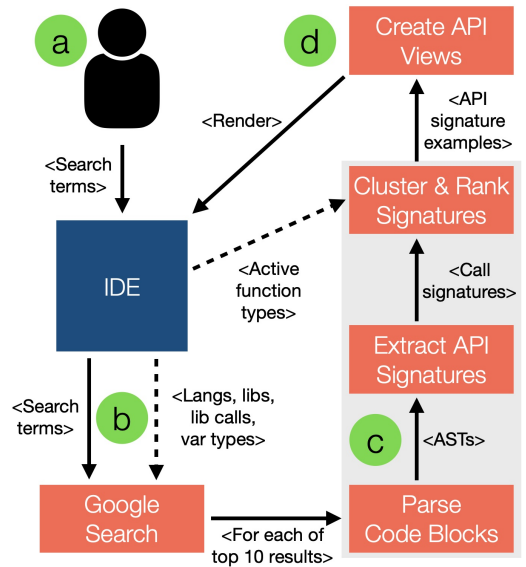 a
<Search
terms>
IDE
<Search
terms>
b
<Langs, libs,
lib calls,
var types>
Google
Search
<For each of
top 10 results>
Parse
Code Blocks
c
<ASTs>
Extract API
Signatures
<Call
signatures>
Cluster & Rank
Signatures
<Active
function
types>
<API
signature
examples>
d
Create API
Views
<Render>